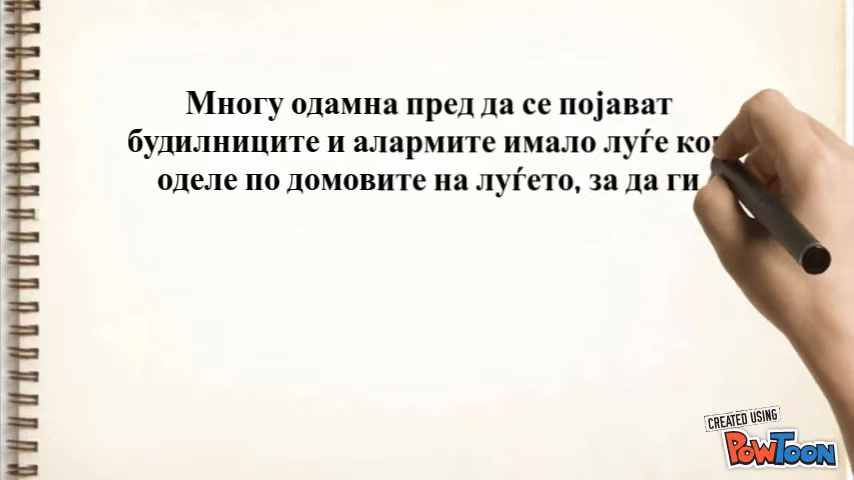 Многу одамна пред да се појават
будилниците и алармите имало луѓе
оделе по домовите на луѓето, за да ги
CREATED USING
PowToon